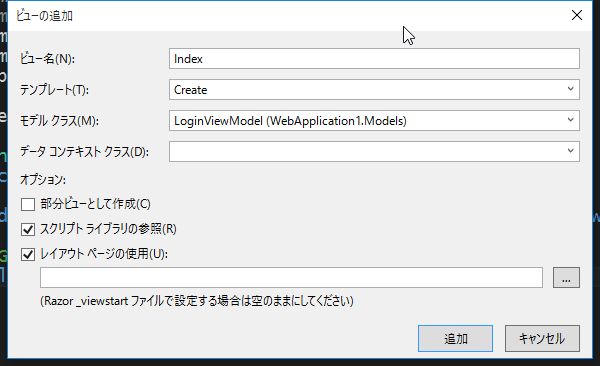 ビューの追加
ビュー名(N):
Index
テンプレート(T):
Create
モデル クラス(M):
LoginViewModel (WebApplication1.Models)
データ コンテキスト クラス(D):
オプション:
部分ビューとして作成(C)
スクリプト ライブラリの参照(R)
レイアウト ページの使用(U):
...
(Razor _viewstart ファイルで設定する場合は空のままにしてください)
追加
キャンセル